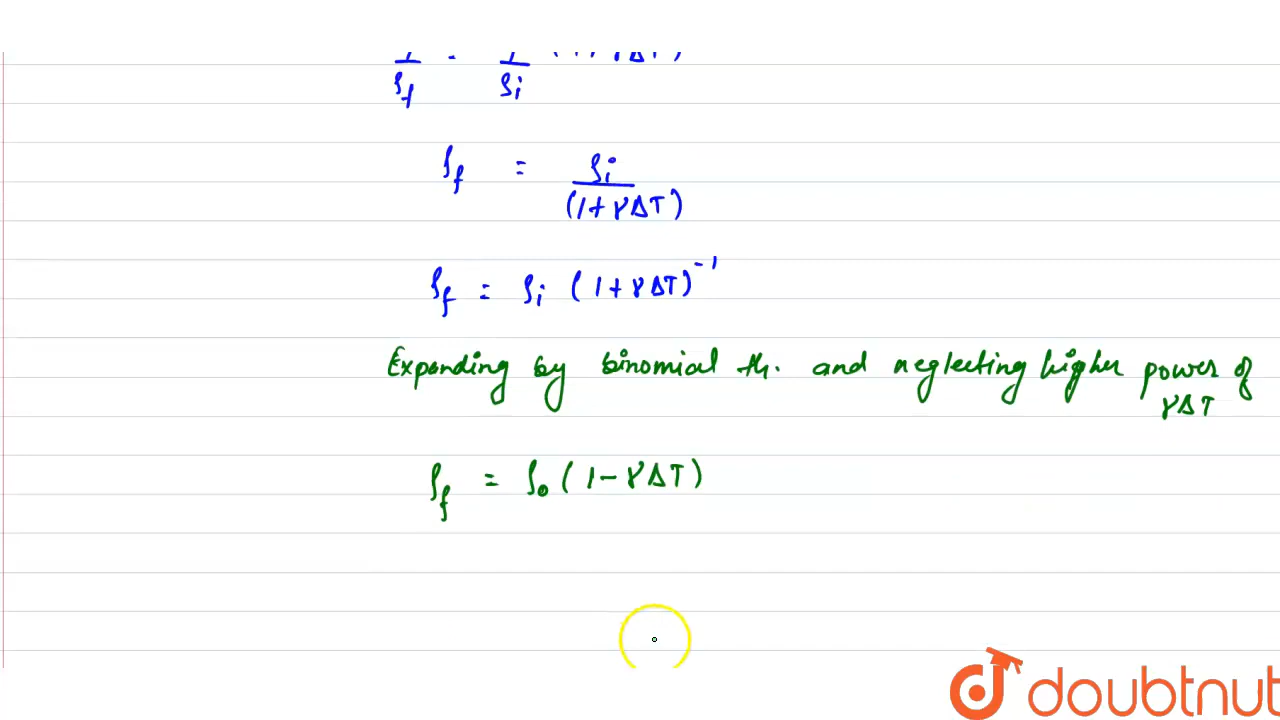 ρf = ρi
(1+γΔT)
ρf = ρi (1+γΔT)⁻¹
Expanding by binomial th. and neglecting higher power of
γΔT
ρf = ρ₀ (1-γΔT)
doubtnut